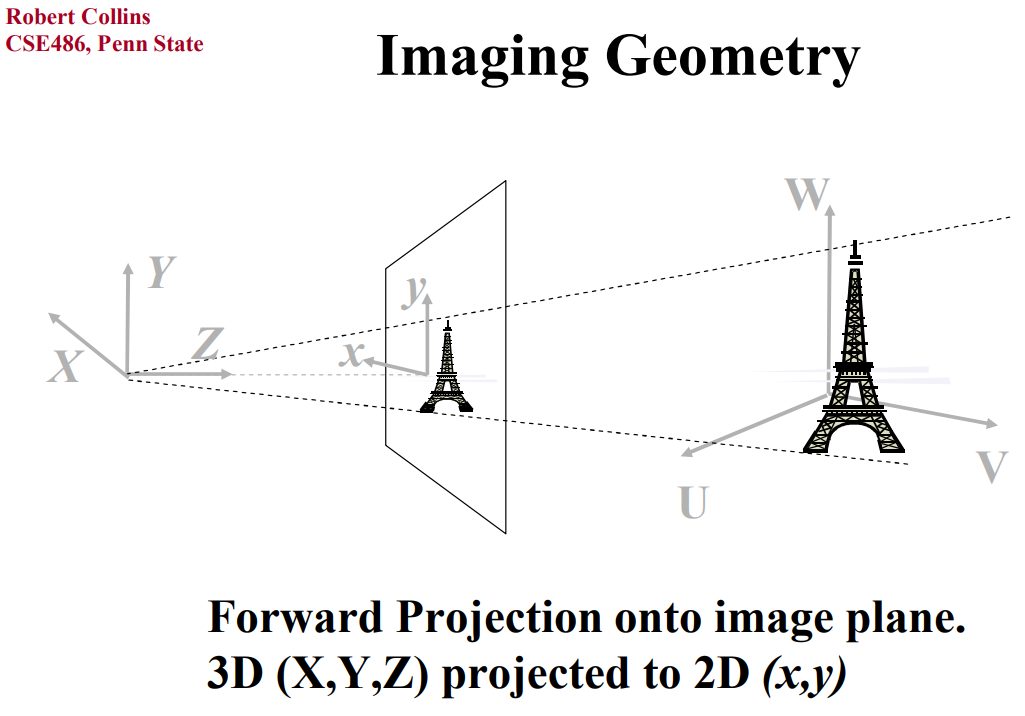 Robert Collins
CSE486, Penn State
Imaging Geometry
W
Y
y
Z
x
X
V
U
Forward Projection onto image plane.
3D (X,Y,Z) projected to 2D (x,y)